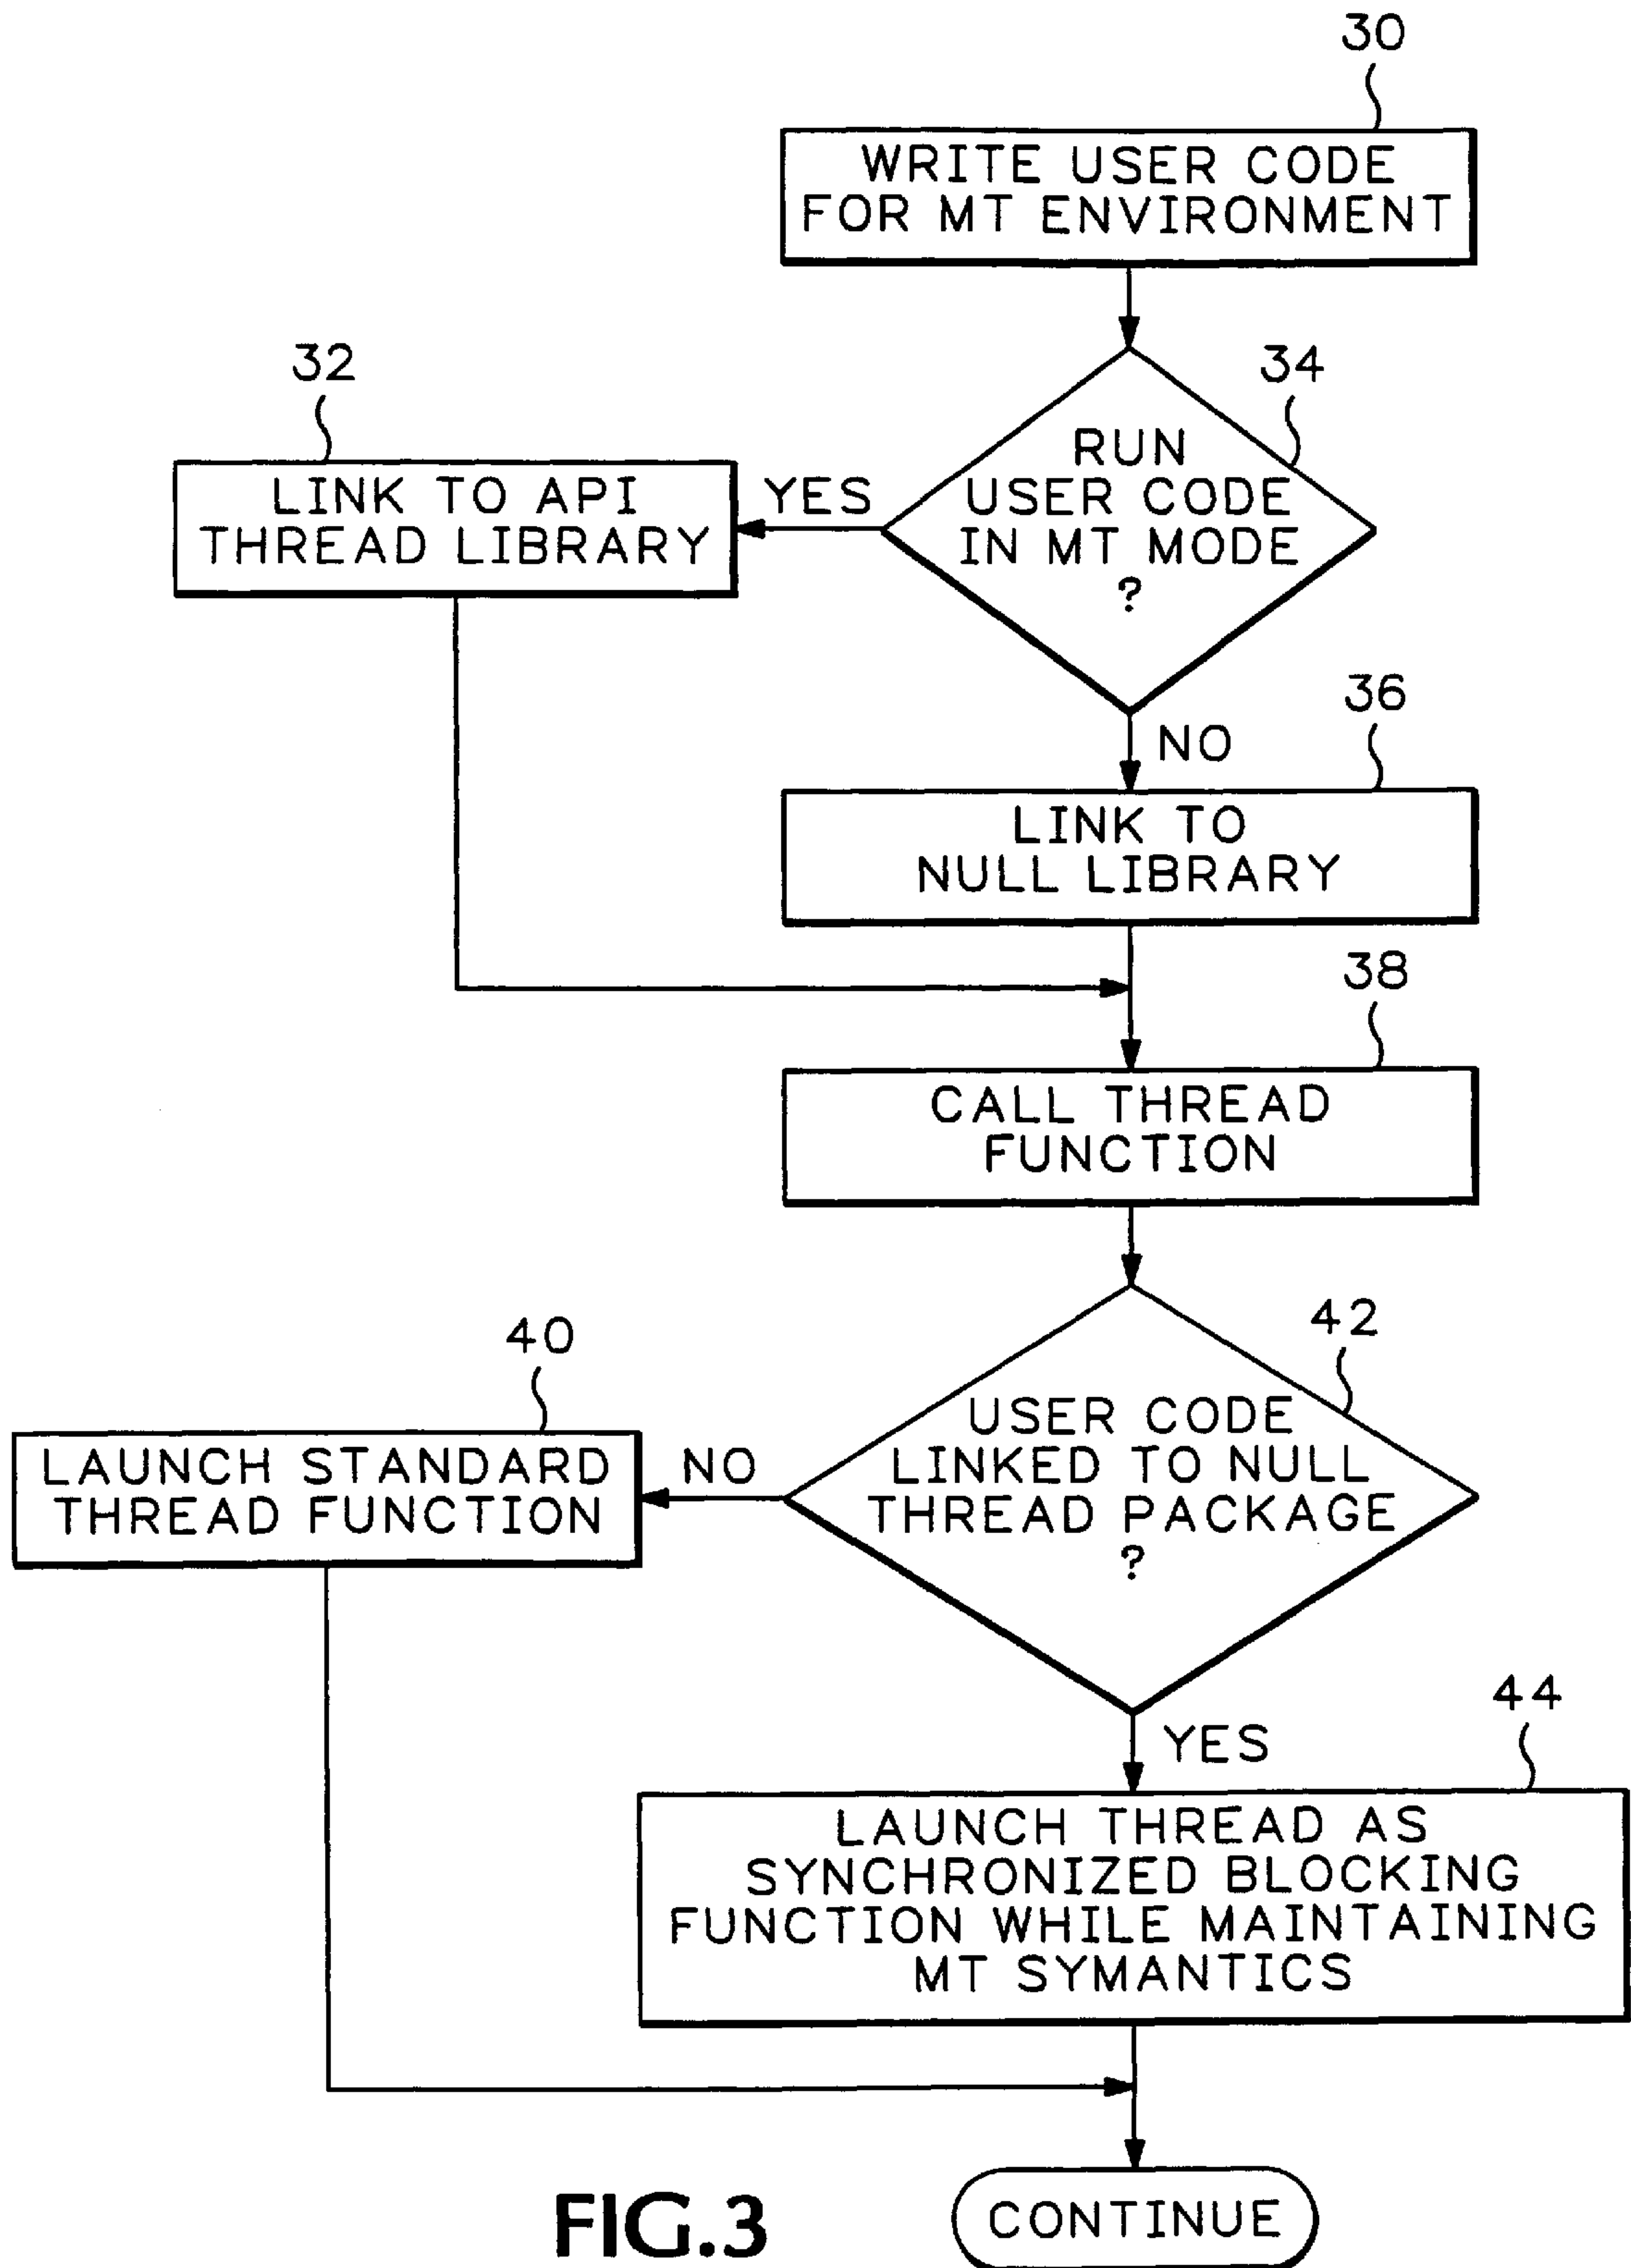 30
WRITE USER CODE
FOR MT ENVIRONMENT
32
34
RUN
USER CODE
IN MT MODE
?
YES
LINK TO API
THREAD LIBRARY
NO
36
LINK TO
NULL LIBRARY
38
CALL THREAD
FUNCTION
40
42
USER CODE
LINKED TO NULL
THREAD PACKAGE
?
NO
LAUNCH STANDARD
THREAD FUNCTION
YES
44
LAUNCH THREAD AS
SYNCHRONIZED BLOCKING
FUNCTION WHILE MAINTAINING
MT SYMANTICS
CONTINUE
FIG.3